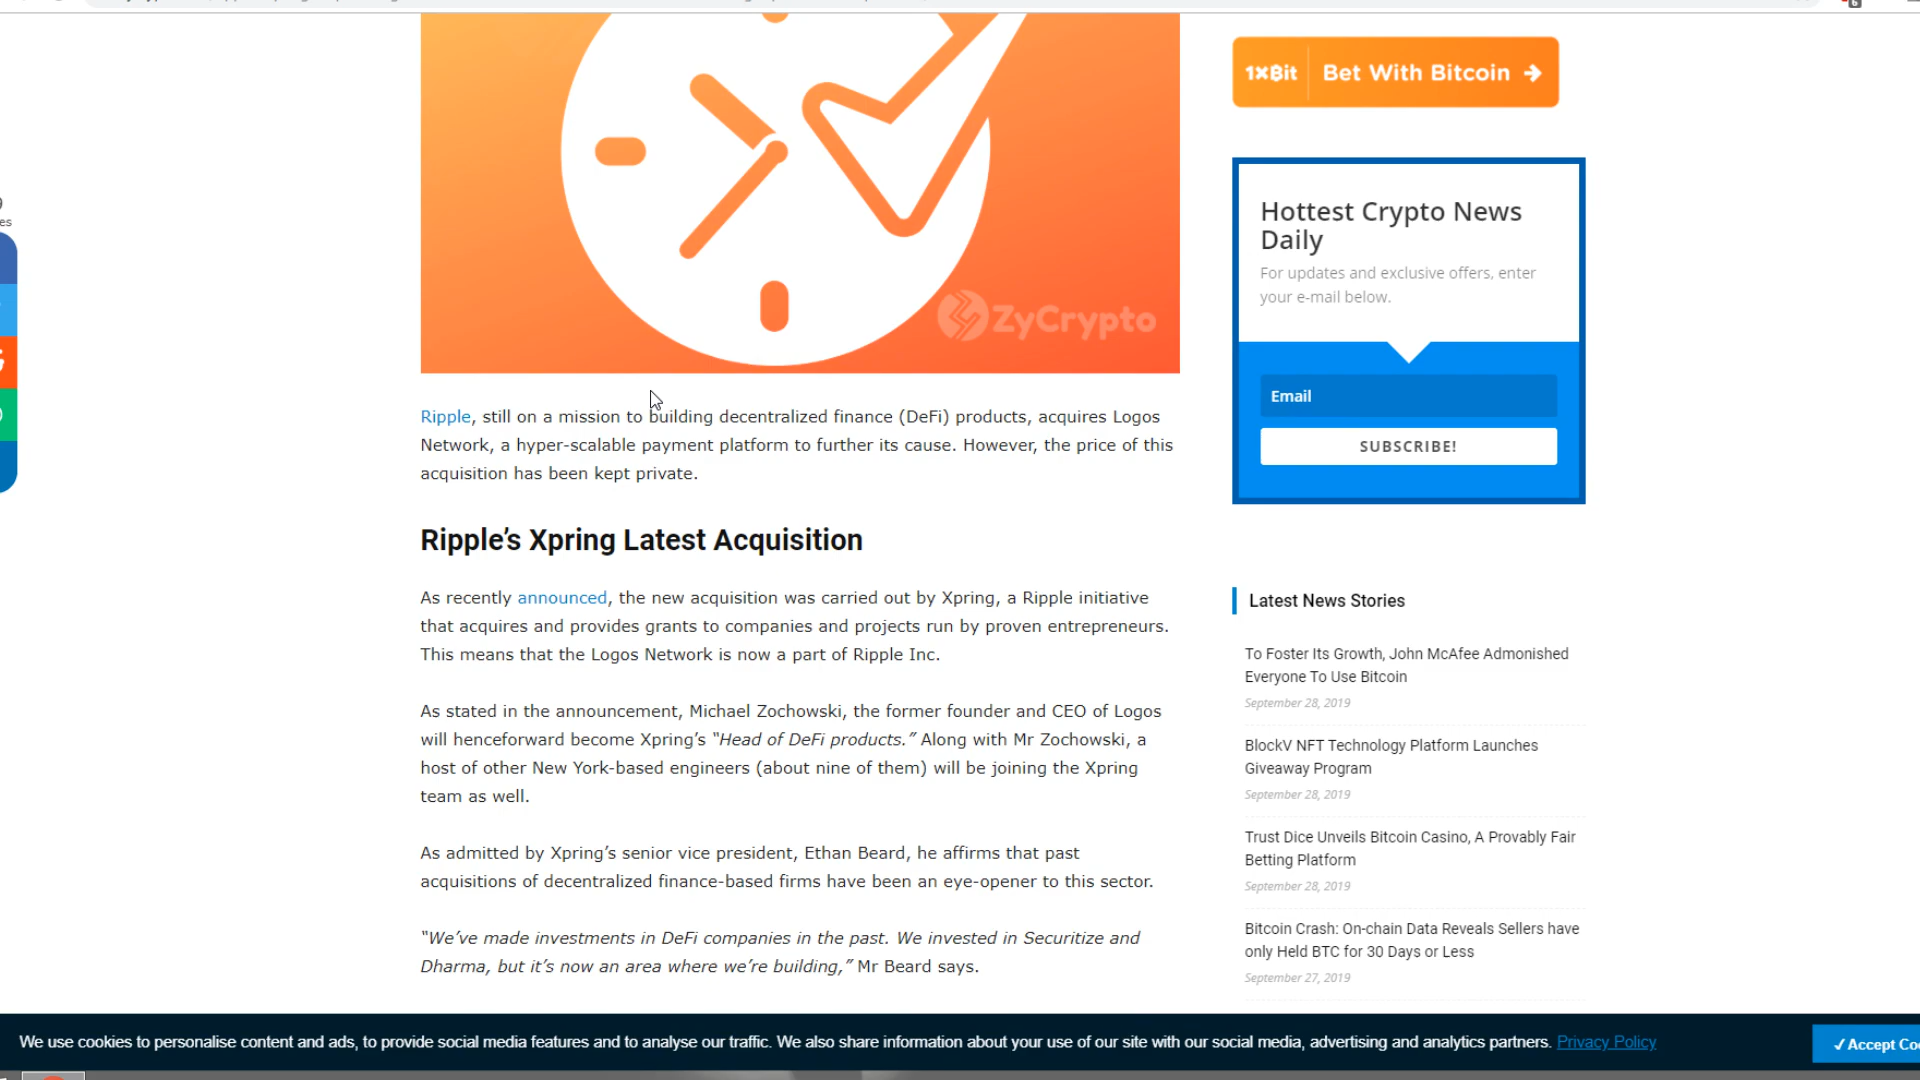 6
1×Bit Bet With Bitcoin →
Hottest Crypto News
Daily
For updates and exclusive offers, enter
your e-mail below.
Email
SUBSCRIBE!
ZyCrypto
es
Ripple, still on a mission to building decentralized finance (DeFi) products, acquires Logos
Network, a hyper-scalable payment platform to further its cause. However, the price of this
acquisition has been kept private.
Ripple’s Xpring Latest Acquisition
As recently announced, the new acquisition was carried out by Xpring, a Ripple initiative
that acquires and provides grants to companies and projects run by proven entrepreneurs.
This means that the Logos Network is now a part of Ripple Inc.
As stated in the announcement, Michael Zochowski, the former founder and CEO of Logos
will henceforward become Xpring’s “Head of DeFi products.” Along with Mr Zochowski, a
host of other New York-based engineers (about nine of them) will be joining the Xpring
team as well.
As admitted by Xpring’s senior vice president, Ethan Beard, he affirms that past
acquisitions of decentralized finance-based firms have been an eye-opener to this sector.
“We’ve made investments in DeFi companies in the past. We invested in Securitize and
Dharma, but it’s now an area where we’re building,” Mr Beard says.
Latest News Stories
To Foster Its Growth, John McAfee Admonished
Everyone To Use Bitcoin
September 28, 2019
BlockV NFT Technology Platform Launches
Giveaway Program
September 28, 2019
Trust Dice Unveils Bitcoin Casino, A Provably Fair
Betting Platform
September 28, 2019
Bitcoin Crash: On-chain Data Reveals Sellers have
only Held BTC for 30 Days or Less
September 27, 2019
We use cookies to personalise content and ads, to provide social media features and to analyse our traffic. We also share information about your use of our site with our social media, advertising and analytics partners. Privacy Policy
✓Accept Coo